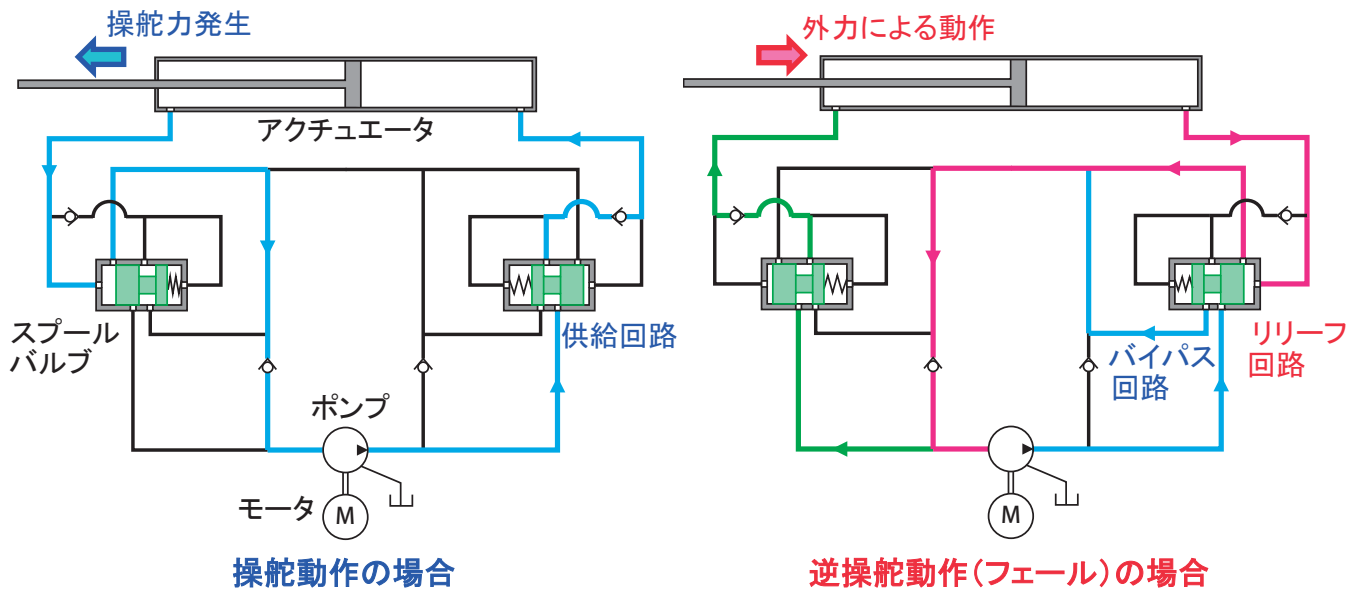 操舵力発生
アクチュエータ
スプール
バルブ
供給回路
ポンプ
モータ
M
操舵動作の場合
外力による動作
バイパス
回路
リリーフ
回路
M
逆操舵動作（フェール）の場合